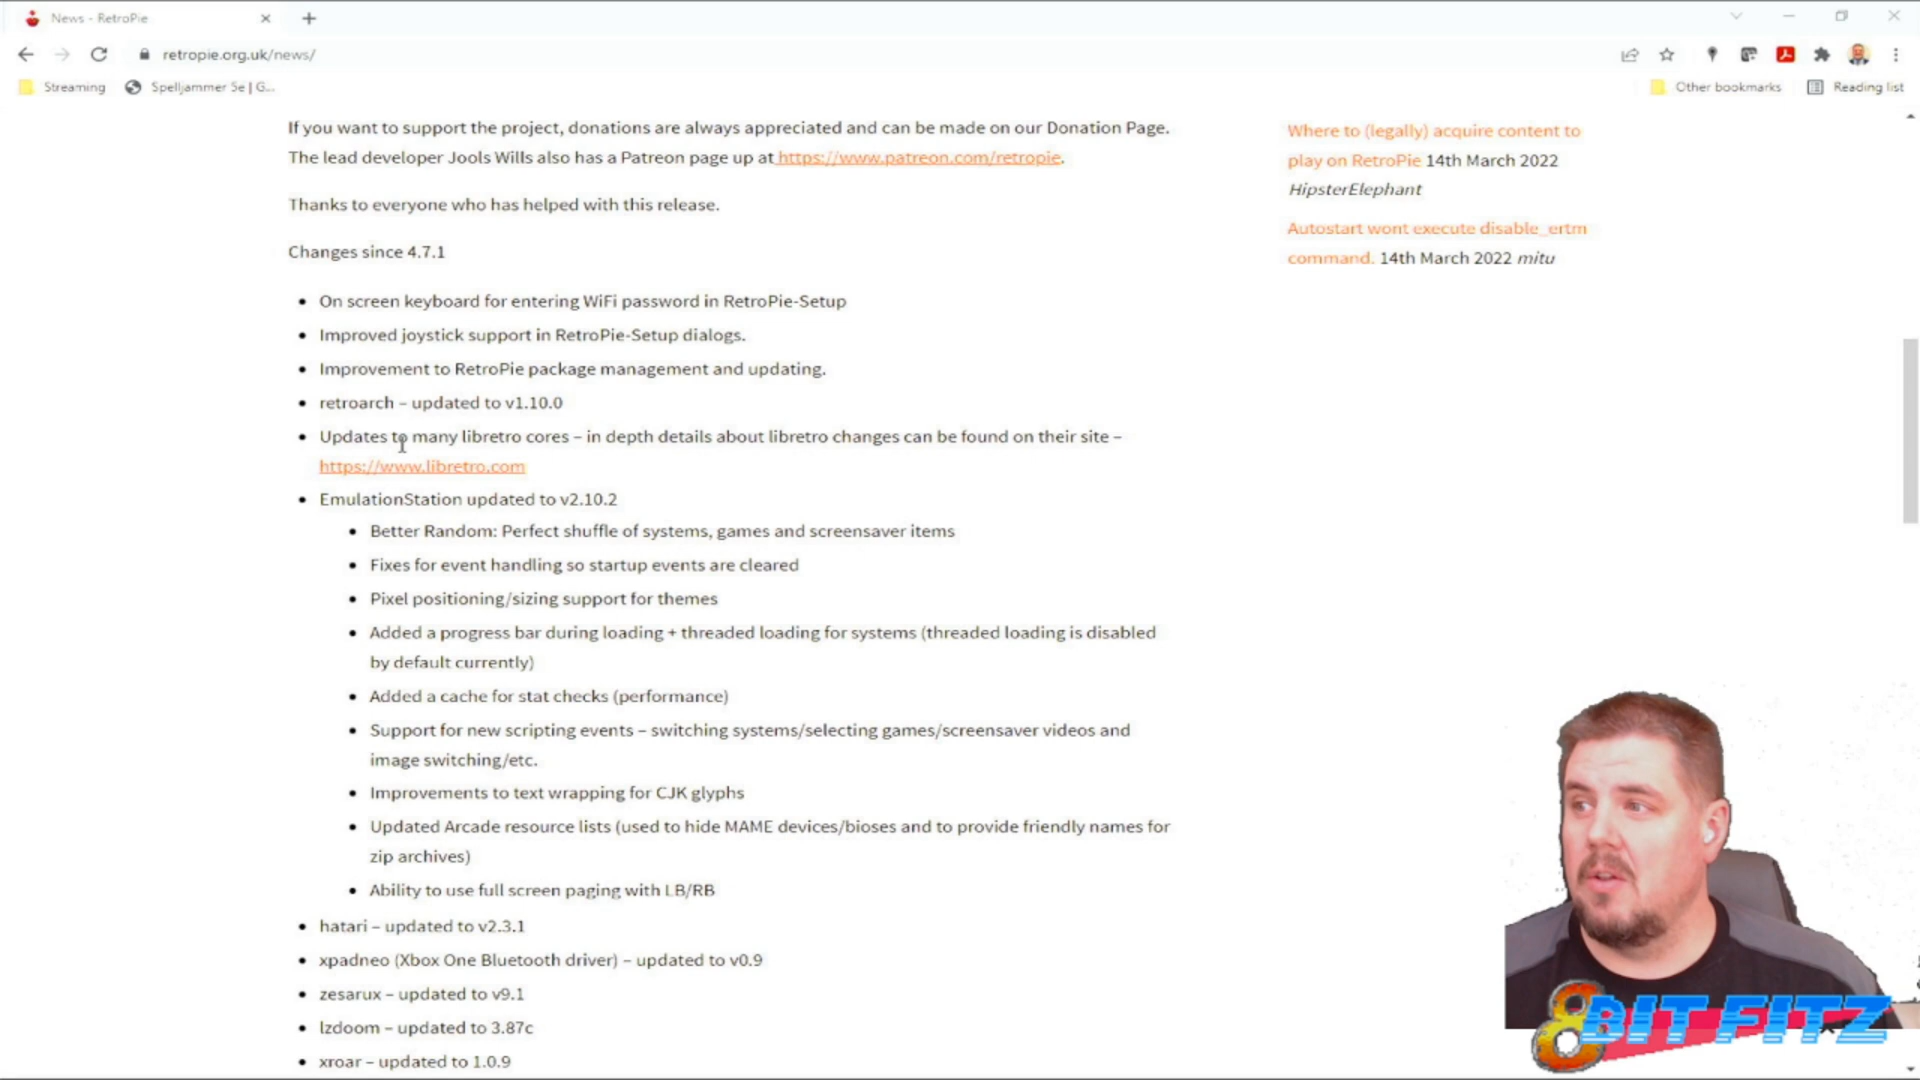 News - RetroPie
retropie.org.uk/news/
Streaming
Spelljammer 5e | G...
Other bookmarks
Reading list
If you want to support the project, donations are always appreciated and can be made on our Donation Page.
The lead developer Jools Wills also has a Patreon page up at https://www.patreon.com/retropie.
Thanks to everyone who has helped with this release.
Changes since 4.7.1
On screen keyboard for entering WiFi password in RetroPie-Setup
Improved joystick support in RetroPie-Setup dialogs.
Improvement to RetroPie package management and updating.
retroarch – updated to v1.10.0
Updates to many libretro cores – in depth details about libretro changes can be found on their site –
https://www.libretro.com
EmulationStation updated to v2.10.2
Better Random: Perfect shuffle of systems, games and screensaver items
Fixes for event handling so startup events are cleared
Pixel positioning/sizing support for themes
Added a progress bar during loading + threaded loading for systems (threaded loading is disabled
by default currently)
Added a cache for stat checks (performance)
Support for new scripting events – switching systems/selecting games/screensaver videos and
image switching/etc.
Improvements to text wrapping for CJK glyphs
Updated Arcade resource lists (used to hide MAME devices/bioses and to provide friendly names for
zip archives)
Ability to use full screen paging with LB/RB
hatari – updated to v2.3.1
xpadneo (Xbox One Bluetooth driver) – updated to v0.9
zesarux – updated to v9.1
lzdoom – updated to 3.87c
xroar – updated to 1.0.9
Where to (legally) acquire content to
play on RetroPie 14th March 2022
HipsterElephant
Autostart wont execute disable_ertm
command. 14th March 2022 mitu
8BIT FITZ